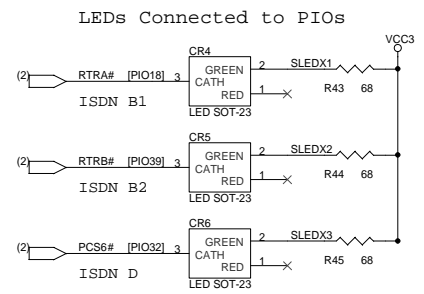 LEDs Connected to PIOs
VCC3
CR4
(2) RTRA# [PIO18] 3 GREEN 2 SLEDX1
CATH
RED 1
R43 68
ISDN B1
LED SOT-23
CR5
(2) RTRB# [PIO39] 3 GREEN 2 SLEDX2
CATH
RED 1
R44 68
ISDN B2
LED SOT-23
CR6
(2) PCS6# [PIO32] 3 GREEN 2 SLEDX3
CATH
RED 1
R45 68
ISDN D
LED SOT-23